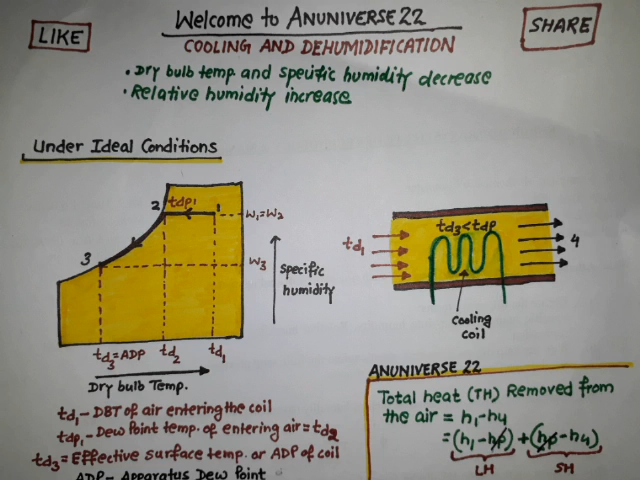 LIKE
Welcome to ANUNIVERSE 22
SHARE
COOLING AND DEHUMIDIFICATION
• Dry bulb temp and specific humidity decrease
• Relative humidity increase
Under Ideal Conditions
2 tdp1 1
W1=W2
3
W3
specific humidity
td3=ADP td2 td1
Dry bulb Temp.
td1
td3<tdp
4
cooling coil
td1 - DBT of air entering the coil
tdp1 - Dew Point temp. of entering air = td2
td3 = Effective surface temp. or ADP of coil
ADP - Apparatus Dew Point
ANUNIVERSE 22
Total heat (TH) Removed from
the air = h1-h4
= (h1-hp) + (hp-h4)
LH SH